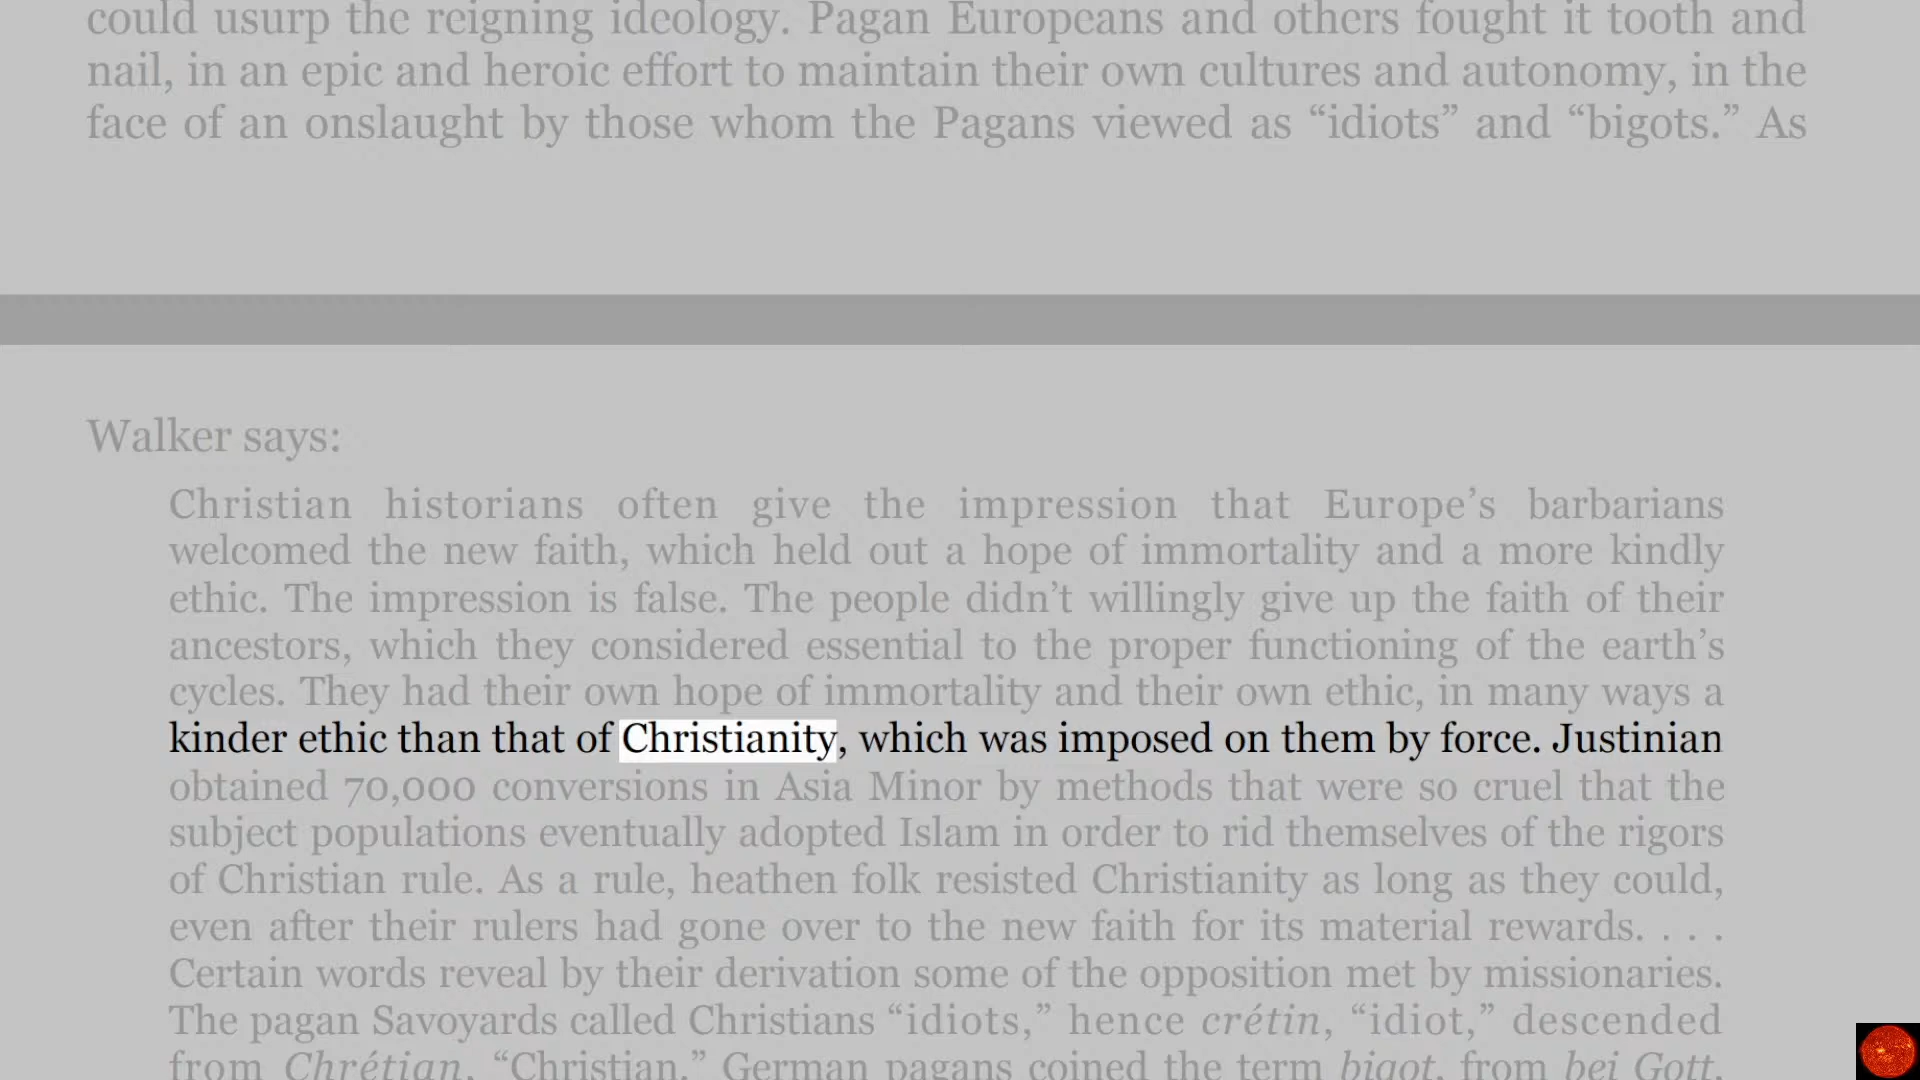 could usurp the reigning ideology. Pagan Europeans and others fought it tooth and
nail, in an epic and heroic effort to maintain their own cultures and autonomy, in the
face of an onslaught by those whom the Pagans viewed as “idiots” and “bigots.” As
Walker says:
Christian historians often give the impression that Europe’s barbarians
welcomed the new faith, which held out a hope of immortality and a more kindly
ethic. The impression is false. The people didn’t willingly give up the faith of their
ancestors, which they considered essential to the proper functioning of the earth’s
cycles. They had their own hope of immortality and their own ethic, in many ways a
kinder ethic than that of Christianity, which was imposed on them by force. Justinian
obtained 70,000 conversions in Asia Minor by methods that were so cruel that the
subject populations eventually adopted Islam in order to rid themselves of the rigors
of Christian rule. As a rule, heathen folk resisted Christianity as long as they could,
even after their rulers had gone over to the new faith for its material rewards. . . .
Certain words reveal by their derivation some of the opposition met by missionaries.
The pagan Savoyards called Christians “idiots,” hence crétin, “idiot,” descended
from Chrétian, “Christian.” German pagans coined the term bigot, from bei Gott,